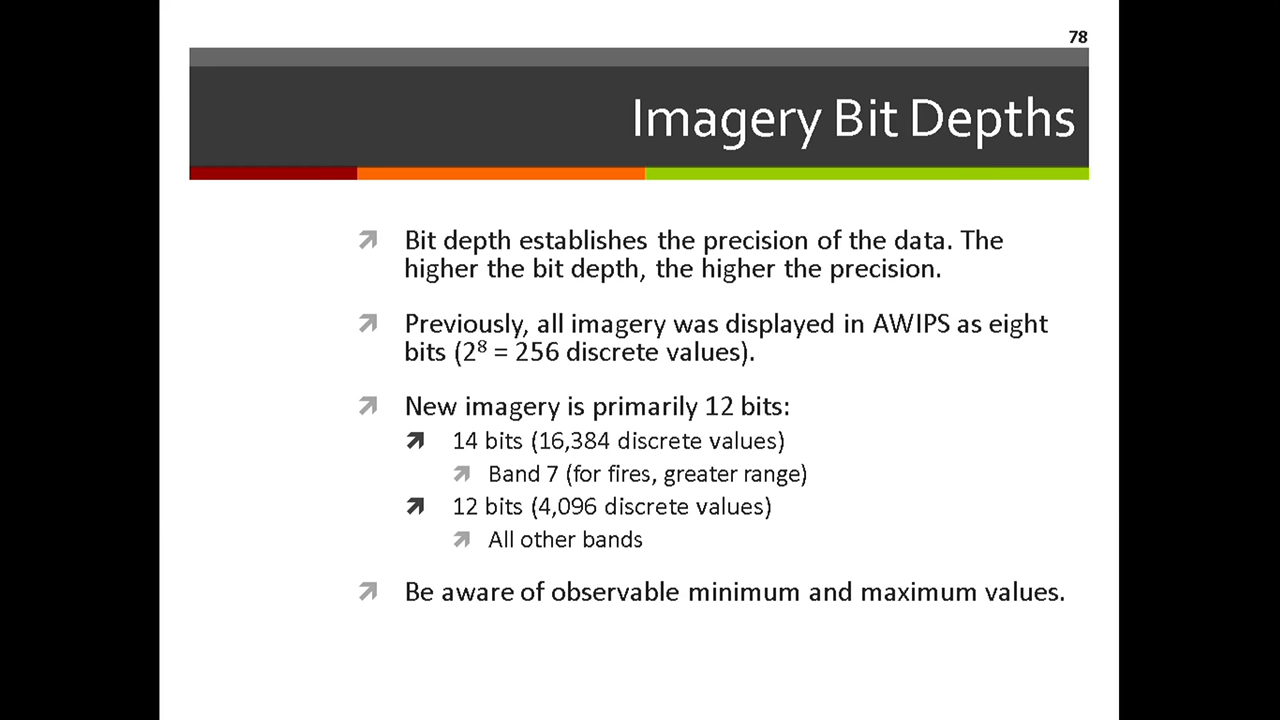 78
Imagery Bit Depths
Bit depth establishes the precision of the data. The
higher the bit depth, the higher the precision.
Previously, all imagery was displayed in AWIPS as eight
bits (2⁸ = 256 discrete values).
New imagery is primarily 12 bits:
14 bits (16,384 discrete values)
Band 7 (for fires, greater range)
12 bits (4,096 discrete values)
All other bands
Be aware of observable minimum and maximum values.